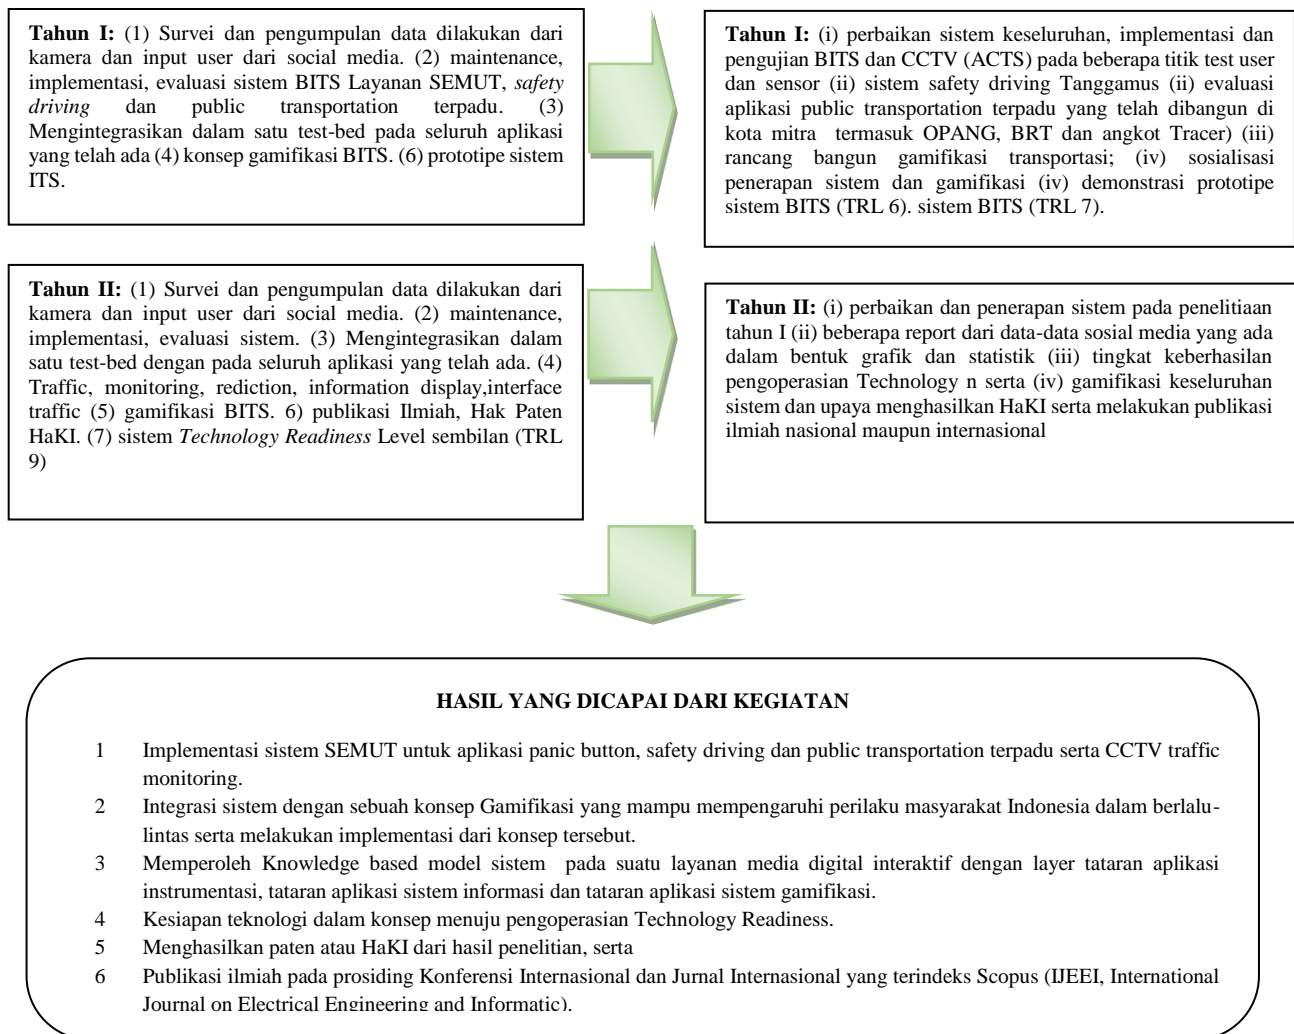 Tahun I: (1) Survei dan pengumpulan data dilakukan dari
kamera dan input user dari social media. (2) maintenance,
implementasi, evaluasi sistem BITS Layanan SEMUT, safety
driving dan public transportation terpadu. (3)
Mengintegrasikan dalam satu test-bed pada seluruh aplikasi
yang telah ada (4) konsep gamifikasi BITS. (6) prototipe sistem
ITS.
Tahun I: (i) perbaikan sistem keseluruhan, implementasi dan
pengujian BITS dan CCTV (ACTS) pada beberapa titik test user
dan sensor (ii) sistem safety driving Tanggamus (ii) evaluasi
aplikasi public transportation terpadu yang telah dibangun di
kota mitra termasuk OPANG, BRT dan angkot Tracer) (iii)
rancang bangun gamifikasi transportasi; (iv) sosialisasi
penerapan sistem dan gamifikasi (iv) demonstrasi prototipe
sistem BITS (TRL 6). sistem BITS (TRL 7).
Tahun II: (1) Survei dan pengumpulan data dilakukan dari
kamera dan input user dari social media. (2) maintenance,
implementasi, evaluasi sistem. (3) Mengintegrasikan dalam
satu test-bed dengan pada seluruh aplikasi yang telah ada. (4)
Traffic, monitoring, rediction, information display,interface
traffic (5) gamifikasi BITS. 6) publikasi Ilmiah, Hak Paten
HaKI. (7) sistem Technology Readiness Level sembilan (TRL
9)
Tahun II: (i) perbaikan dan penerapan sistem pada penelitiaan
tahun I (ii) beberapa report dari data-data sosial media yang ada
dalam bentuk grafik dan statistik (iii) tingkat keberhasilan
pengoperasian Technology n serta (iv) gamifikasi keseluruhan
sistem dan upaya menghasilkan HaKI serta melakukan publikasi
ilmiah nasional maupun internasional
HASIL YANG DICAPAI DARI KEGIATAN
1 Implementasi sistem SEMUT untuk aplikasi panic button, safety driving dan public transportation terpadu serta CCTV traffic
monitoring.
2 Integrasi sistem dengan sebuah konsep Gamifikasi yang mampu mempengaruhi perilaku masyarakat Indonesia dalam berlalu-
lintas serta melakukan implementasi dari konsep tersebut.
3 Memperoleh Knowledge based model sistem pada suatu layanan media digital interaktif dengan layer tataran aplikasi
instrumentasi, tataran aplikasi sistem informasi dan tataran aplikasi sistem gamifikasi.
4 Kesiapan teknologi dalam konsep menuju pengoperasian Technology Readiness.
5 Menghasilkan paten atau HaKI dari hasil penelitian, serta
6 Publikasi ilmiah pada prosiding Konferensi Internasional dan Jurnal Internasional yang terindeks Scopus (IJEEI, International
Journal on Electrical Engineering and Informatic).